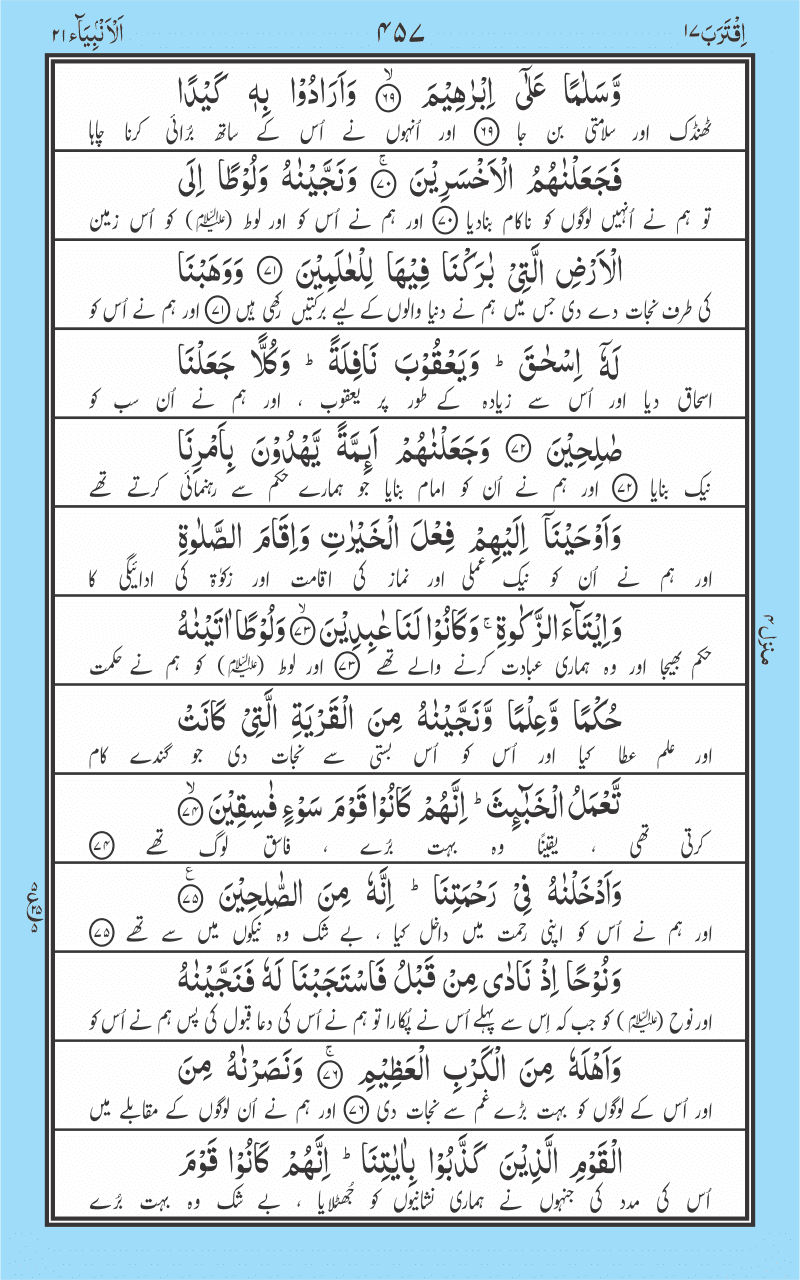 اِقْتَرَبَ ١٧
۴۵۷
اَلْاَنْۢبِیَآء ٢١
وَّسَلٰمًا عَلٰۤی اِبْرٰهِیْمَ ﴿ۙ۶۹﴾ وَاَرَادُوْا بِهٖ كَیْدًا
ٹھنڈک اور سلامتی بن جا ﴿۶۹﴾ اور اُنہوں نے اُس کے ساتھ بُرائی کرنا چاہا
فَجَعَلْنٰهُمُ الْاَخْسَرِیْنَ ﴿ۚ۷۰﴾ وَنَجَّیْنٰهُ وَلُوْطًا اِلَی
تو ہم نے اُنہیں لوگوں کو ناکام بنادیا ﴿۷۰﴾ اور ہم نے اُس کو اور لوط (علیہ السلام) کو اُس زمین
الْاَرْضِ الَّتِیْ بٰرَكْنَا فِیْهَا لِلْعٰلَمِیْنَ ﴿۷۱﴾ وَوَهَبْنَا
کی طرف نجات دے دی جس میں ہم نے دنیا والوں کے لیے برکتیں رکھی ہیں ﴿۷۱﴾ اور ہم نے اُس کو
لَهٗۤ اِسْحٰقَ ؕ وَیَعْقُوْبَ نَافِلَةً ؕ وَكُلًّا جَعَلْنَا
اسحاق دیا اور اُس سے زیادہ کے طور پر یعقوب ، اور ہم نے اُن سب کو
صٰلِحِیْنَ ﴿۷۲﴾ وَجَعَلْنٰهُمْ اَىِٕمَّةً یَّهْدُوْنَ بِاَمْرِنَا
نیک بنایا ﴿۷۲﴾ اور ہم نے اُن کو امام بنایا جو ہمارے حکم سے رہنمائی کرتے تھے
وَاَوْحَیْنَاۤ اِلَیْهِمْ فِعْلَ الْخَیْرٰتِ وَاِقَامَ الصَّلٰوةِ
اور ہم نے اُن کو نیک عملی اور نماز کی اقامت اور زکوٰۃ کی ادائیگی کا
وَاِیْتَآءَ الزَّكٰوةِ ۚ وَكَانُوْا لَنَا عٰبِدِیْنَ ﴿ۙ۷۳﴾ وَلُوْطًا اٰتَیْنٰهُ
حکم بھیجا اور وہ ہماری عبادت کرنے والے تھے ﴿۷۳﴾ اور لوط (علیہ السلام) کو ہم نے حکمت
حُكْمًا وَّعِلْمًا وَّنَجَّیْنٰهُ مِنَ الْقَرْیَةِ الَّتِیْ كَانَتْ
اور علم عطا کیا اور اُس کو اُس بستی سے نجات دی جو گندے کام
تَّعْمَلُ الْخَبٰٓىِٕثَ ؕ اِنَّهُمْ كَانُوْا قَوْمَ سَوْءٍ فٰسِقِیْنَ ﴿ۙ۷۴﴾
کرتی تھی ، یقینًا وہ بہت بُرے ، فاسق لوگ تھے ﴿۷۴﴾
وَاَدْخَلْنٰهُ فِیْ رَحْمَتِنَا ؕ اِنَّهٗ مِنَ الصّٰلِحِیْنَ ﴿۷۵﴾
اور ہم نے اُس کو اپنی رحمت میں داخل کیا ، بے شک وہ نیکوں میں سے تھے ﴿۷۵﴾
وَنُوْحًا اِذْ نَادٰی مِنْ قَبْلُ فَاسْتَجَبْنَا لَهٗ فَنَجَّیْنٰهُ
اور نوح (علیہ السلام) کو جب کہ اِس سے پہلے اُس نے پُکارا تو ہم نے اُس کی دعا قبول کی پس ہم نے اُس کو
وَاَهْلَهٗ مِنَ الْكَرْبِ الْعَظِیْمِ ﴿ۚ۷۶﴾ وَنَصَرْنٰهُ مِنَ
اور اُس کے لوگوں کو بہت بڑے غم سے نجات دی ﴿۷۶﴾ اور ہم نے اُن لوگوں کے مقابلے میں
الْقَوْمِ الَّذِیْنَ كَذَّبُوْا بِاٰیٰتِنَا ؕ اِنَّهُمْ كَانُوْا قَوْمَ
اُس کی مدد کی جنہوں نے ہماری نشانیوں کو جُھٹلایا ، بے شک وہ بہت بُرے
منزل ۴